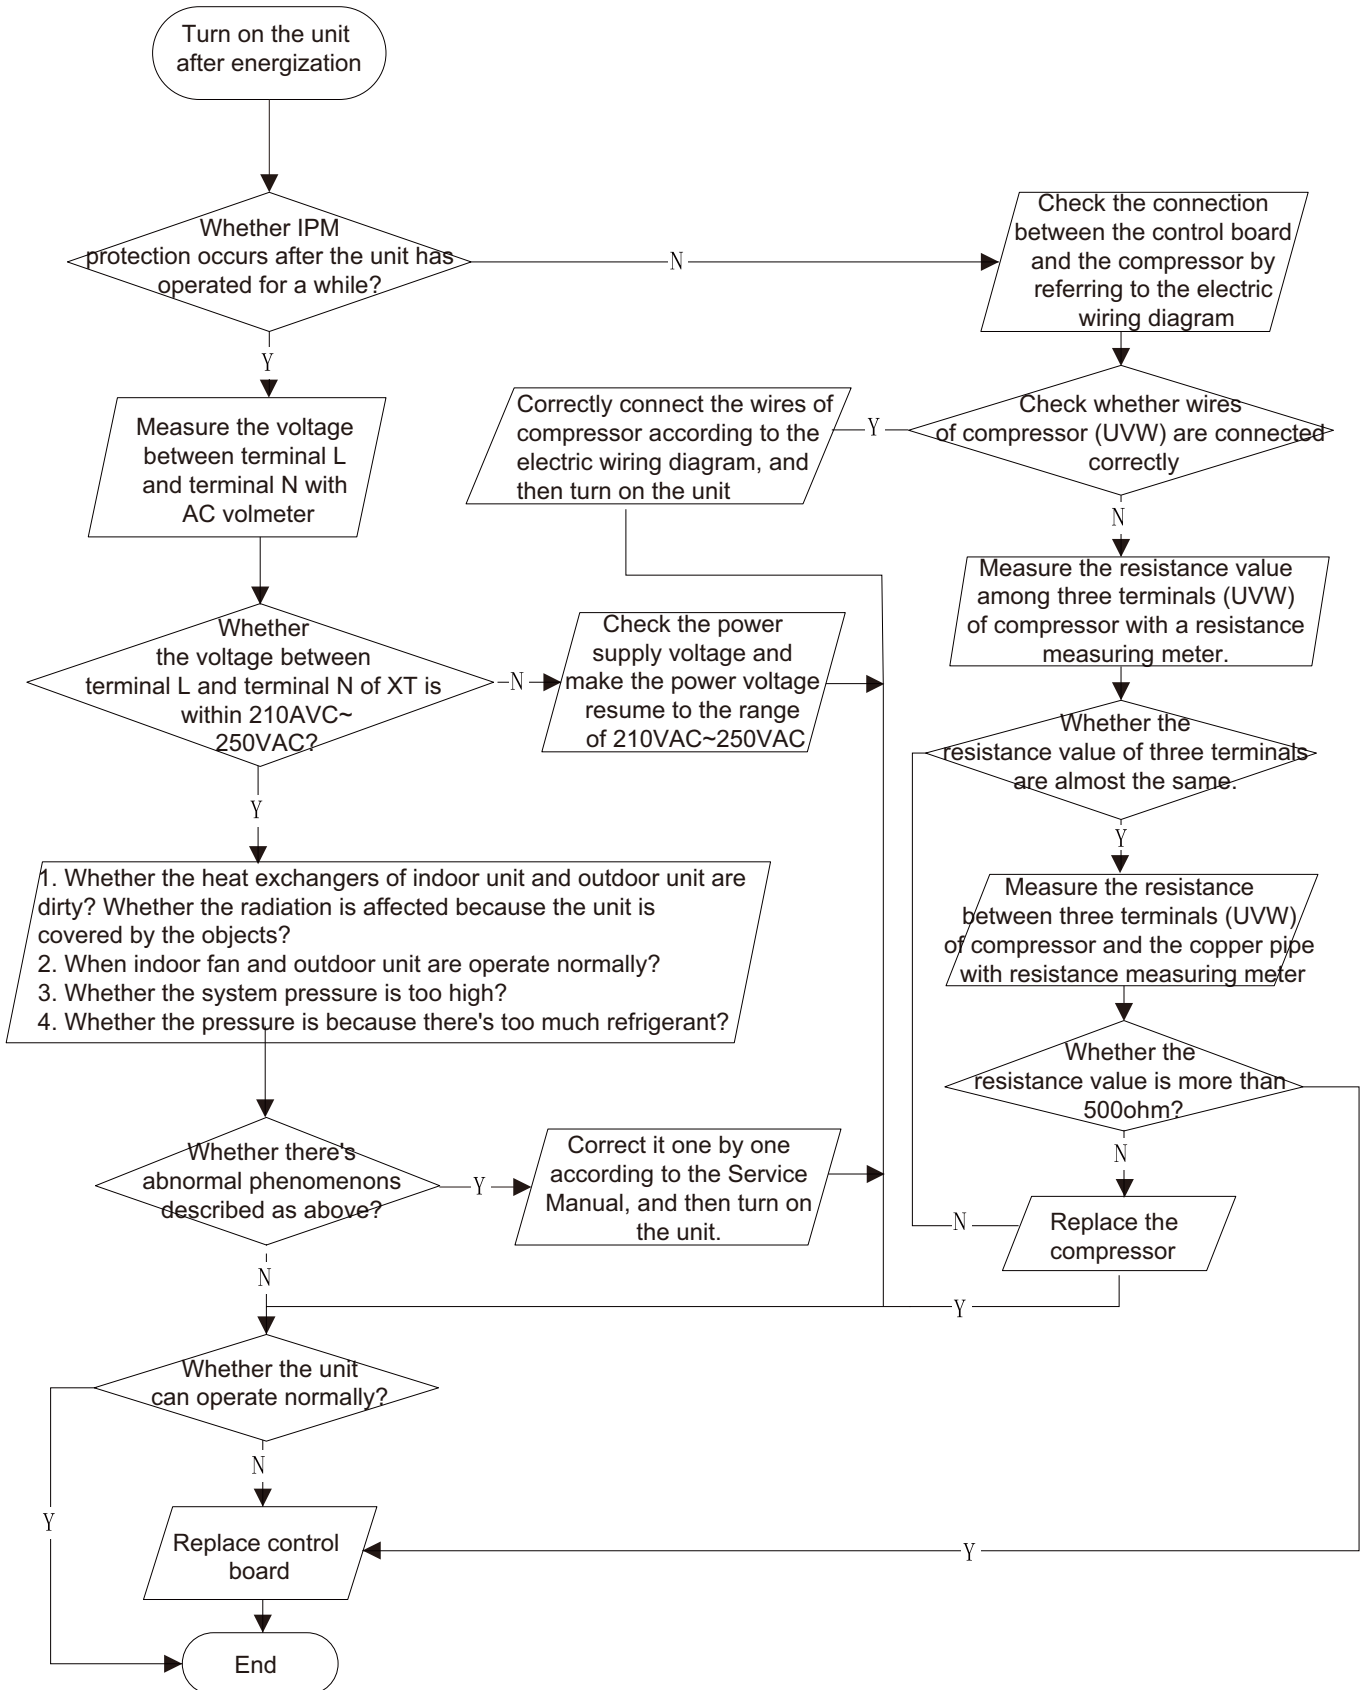 Turn on the unit
after energization
Whether IPM
protection occurs after the unit has
operated for a while?
N
Check the connection
between the control board
and the compressor by
referring to the electric
wiring diagram
Y
Measure the voltage
between terminal L
and terminal N with
AC volmeter
Correctly connect the wires of
compressor according to the
electric wiring diagram, and
then turn on the unit
Y
Check whether wires
of compressor (UVW) are connected
correctly
N
Measure the resistance value
among three terminals (UVW)
of compressor with a resistance
measuring meter.
Whether
the voltage between
terminal L and terminal N of XT is
within 210AVC~
250VAC?
N
Check the power
supply voltage and
make the power voltage
resume to the range
of 210VAC~250VAC
Whether the
resistance value of three terminals
are almost the same.
Y
Y
1. Whether the heat exchangers of indoor unit and outdoor unit are
dirty? Whether the radiation is affected because the unit is
covered by the objects?
2. When indoor fan and outdoor unit are operate normally?
3. Whether the system pressure is too high?
4. Whether the pressure is because there's too much refrigerant?
Measure the resistance
between three terminals (UVW)
of compressor and the copper pipe
with resistance measuring meter
Whether the
resistance value is more than
500ohm?
N
Whether there's
abnormal phenomenons
described as above?
Y
Correct it one by one
according to the Service
Manual, and then turn on
the unit.
N
Replace the
compressor
N
Y
Whether the unit
can operate normally?
N
Y
Replace control
board
Y
End